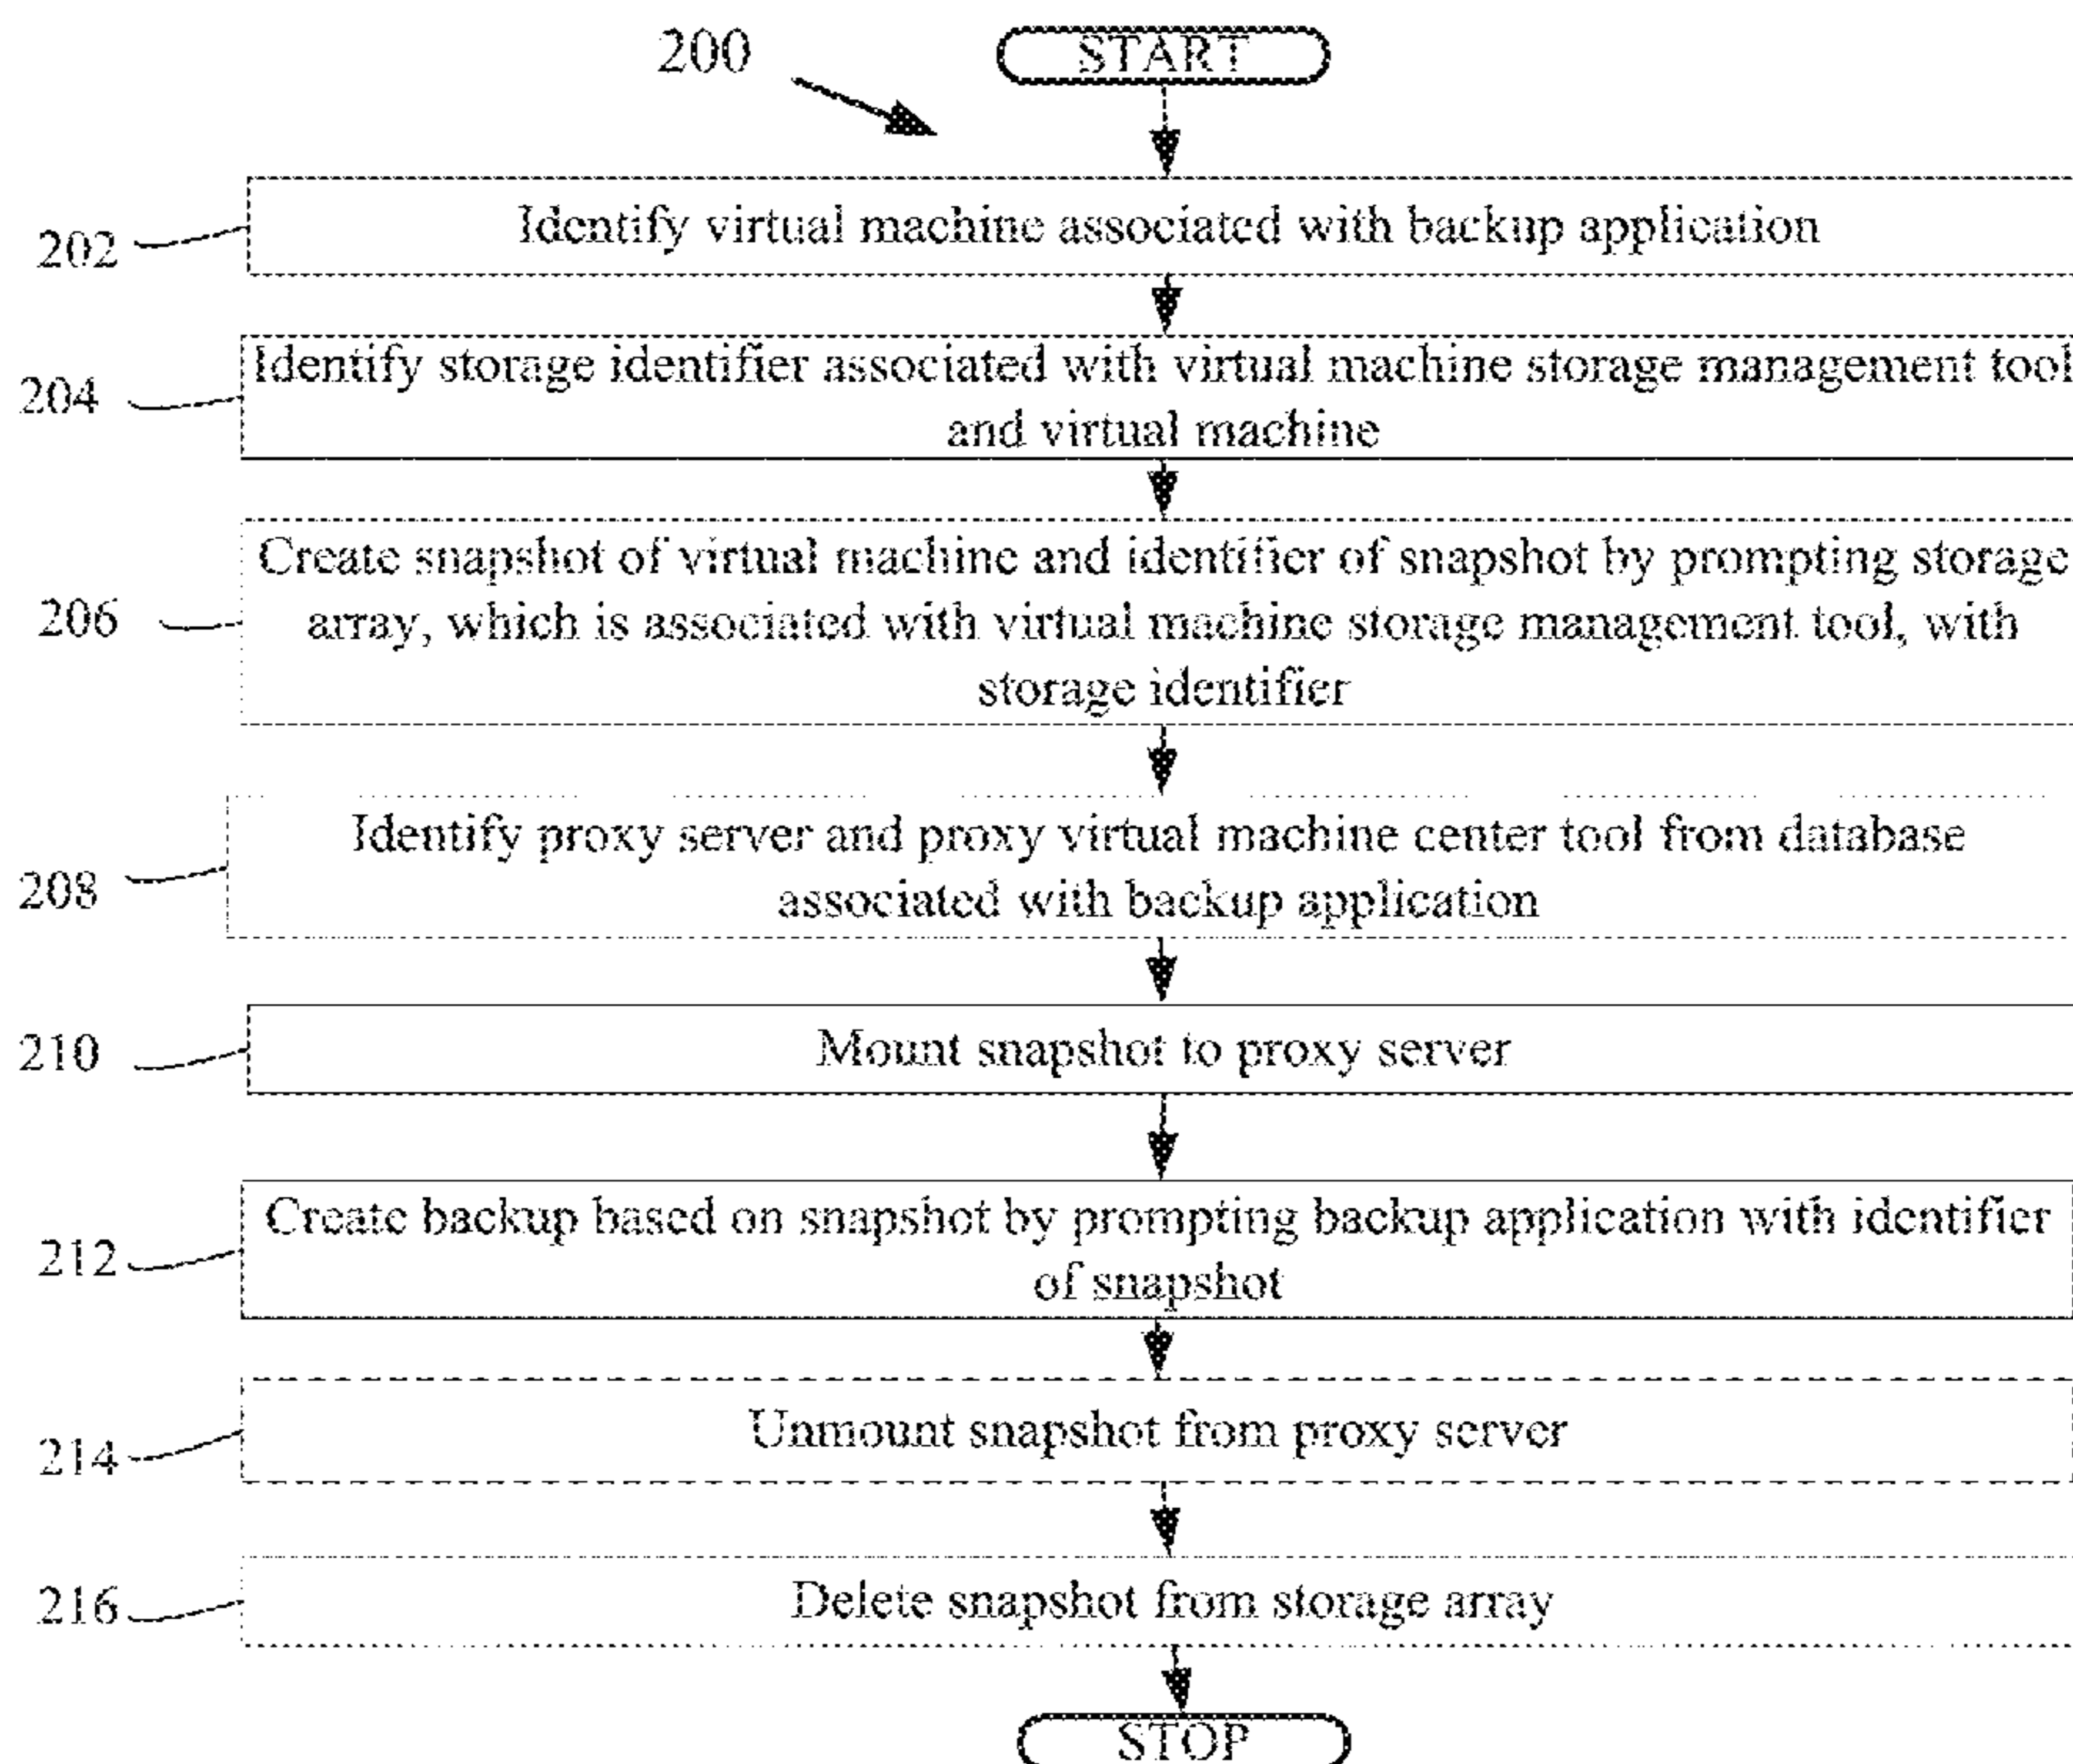 200
START
202
Identify virtual machine associated with backup application
204
Identify storage identifier associated with virtual machine storage management tool
and virtual machine
206
Create snapshot of virtual machine and identifier of snapshot by prompting storage
array, which is associated with virtual machine storage management tool, with
storage identifier
208
Identify proxy server and proxy virtual machine center tool from database
associated with backup application
210
Mount snapshot to proxy server
212
Create backup based on snapshot by prompting backup application with identifier
of snapshot
214
Unmount snapshot from proxy server
216
Delete snapshot from storage array
STOP